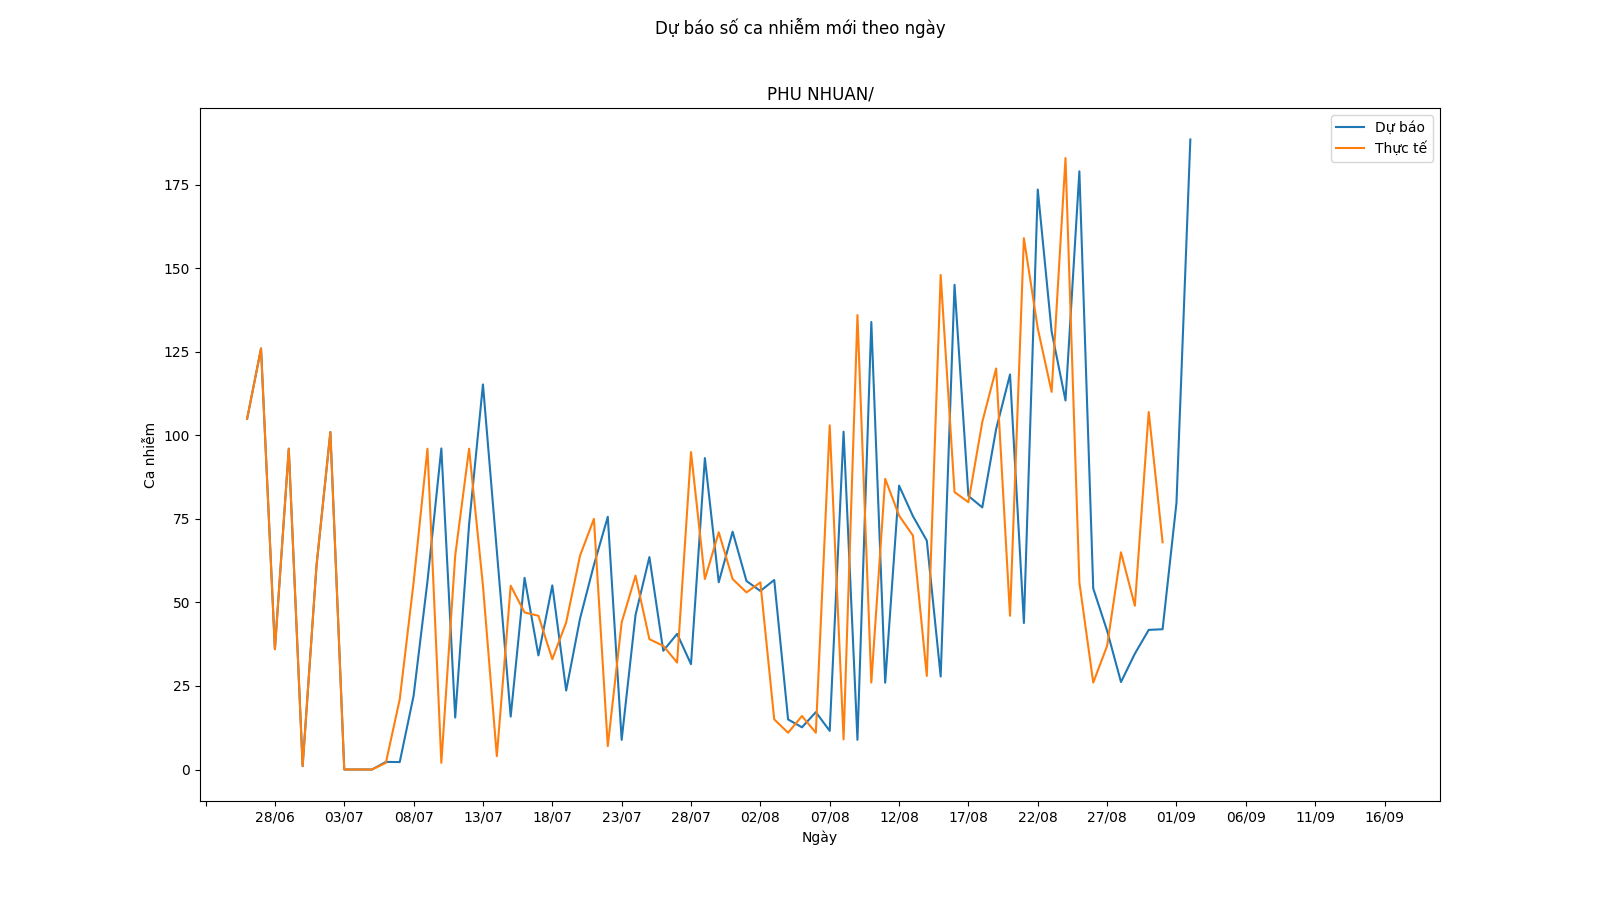 Dự báo số ca nhiễm mới theo ngày
PHU NHUAN/
Dự báo
Thực tế
175
150
125
100
75
50
25
0
Ca nhiễm
28/06 03/07 08/07 13/07 18/07 23/07 28/07 02/08 07/08 12/08 17/08 22/08 27/08 01/09 06/09 11/09 16/09
Ngày